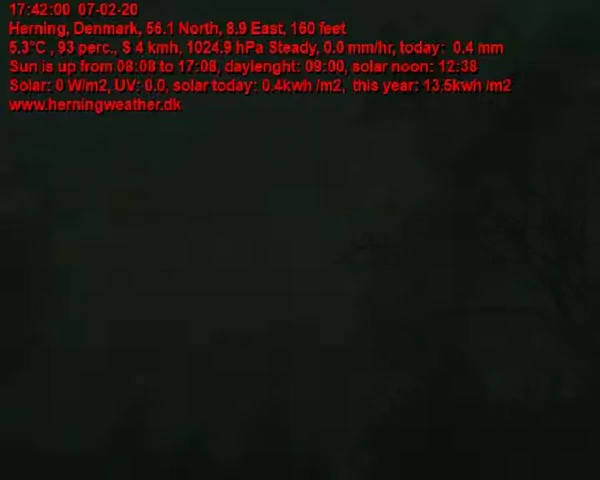 17:42:00 07-02-20
Herning, Denmark, 56.1 North, 8.9 East, 160 feet
5.3°C , 93 perc., S 4 kmh, 1024.9 hPa Steady, 0.0 mm/hr, today: 0.4 mm
Sun is up from 08:08 to 17:08, daylenght: 09:00, solar noon: 12:38
Solar: 0 W/m2, UV: 0.0, solar today: 0.4kwh /m2, this year: 13.5kwh /m2
www.herningweather.dk